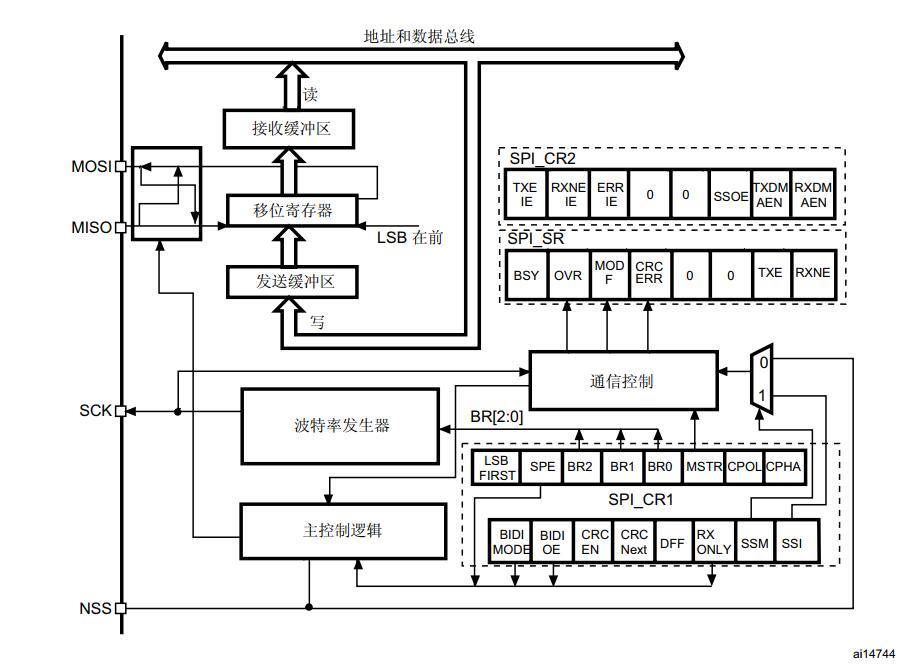 地址和数据总线
读
接收缓冲区
MOSI
移位寄存器
MISO
LSB 在前
发送缓冲区
写
SPI_CR2
TXE
IE
RXNE
IE
ERR
IE
0
0
SSOE
TXDM
AEN
RXDM
AEN
SPI_SR
BSY
OVR
MOD
F
CRC
ERR
0
0
TXE
RXNE
通信控制
0
1
SCK
波特率发生器
BR[2:0]
LSB
FIRST
SPE
BR2
BR1
BR0
MSTR
CPOL
CPHA
SPI_CR1
主控制逻辑
BIDI
MODE
BIDI
OE
CRC
EN
CRC
Next
DFF
RX
ONLY
SSM
SSI
NSS
ai14744